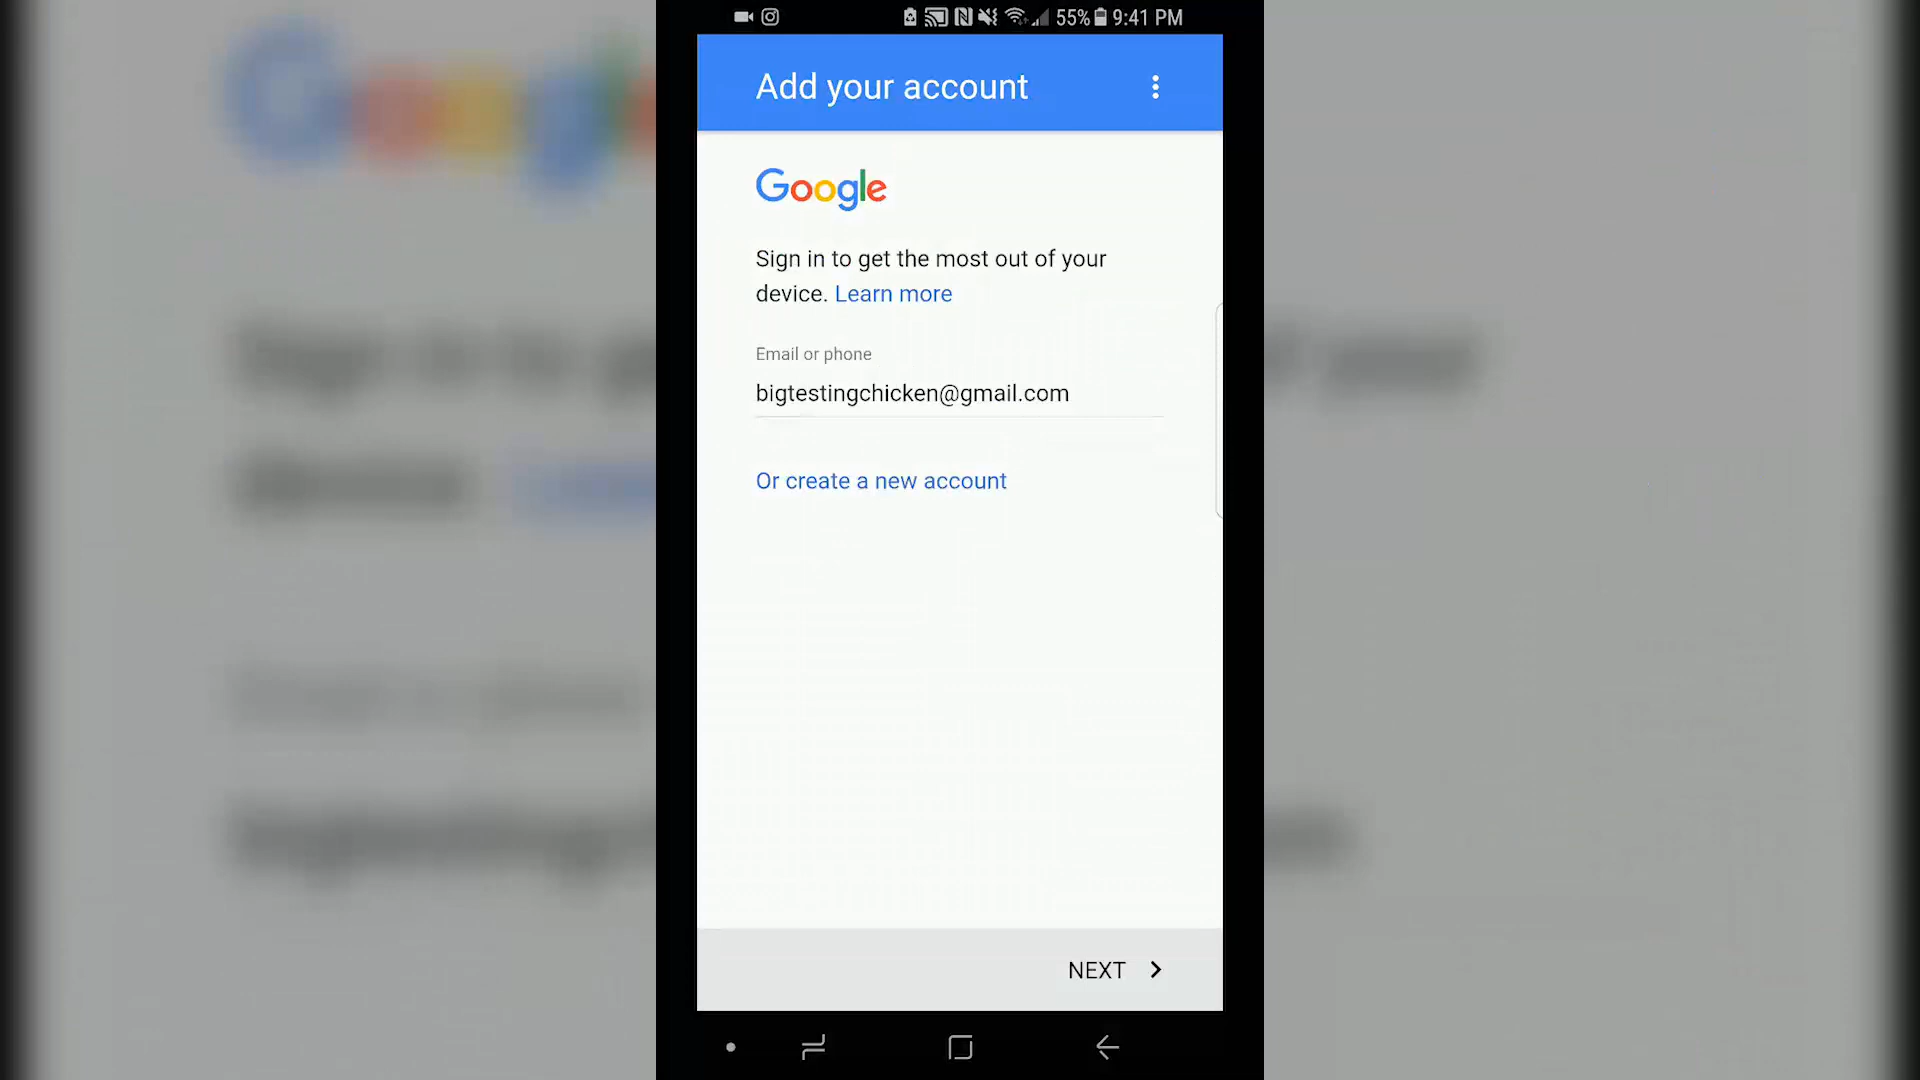 55% 9:41 PM
Add your account
Google
Sign in to get the most out of your
device. Learn more
Email or phone
bigtestingchicken@gmail.com
Or create a new account
NEXT